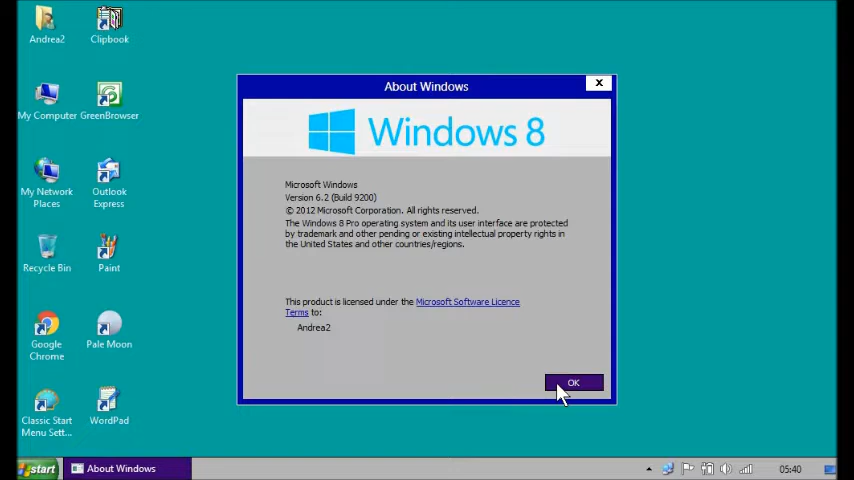 Andrea2
Clipbook
My Computer
GreenBrowser
My Network
Places
Outlook
Express
Recycle Bin
Paint
Google
Chrome
Pale Moon
Classic Start
Menu Sett...
WordPad
About Windows
x
Windows 8
Microsoft Windows
Version 6.2 (Build 9200)
© 2012 Microsoft Corporation. All rights reserved.
The Windows 8 Pro operating system and its user interface are protected
by trademark and other pending or existing intellectual property rights in
the United States and other countries/regions.
This product is licensed under the Microsoft Software Licence
Terms to:
Andrea2
OK
start
About Windows
05:40